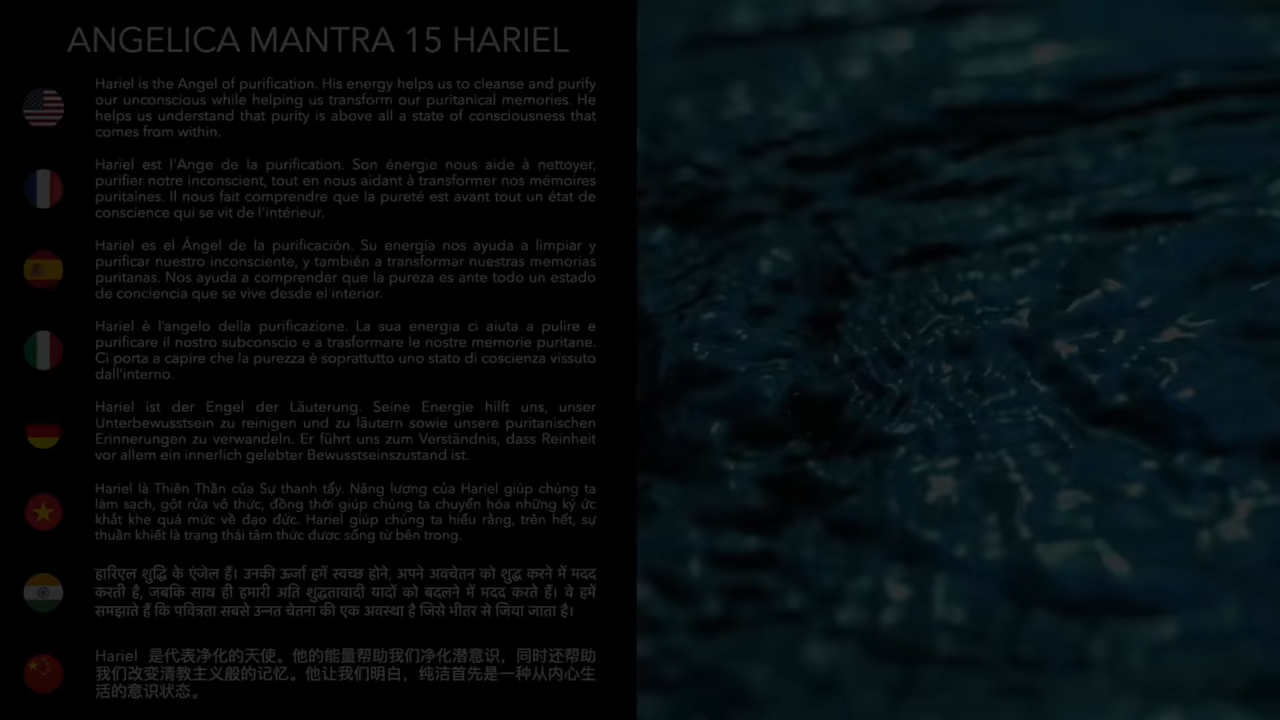 ANGELICA MANTRA 15 HARIEL
Hariel is the Angel of purification. His energy helps us to cleanse and purify
our unconscious while helping us transform our puritanical memories. He
helps us understand that purity is above all a state of consciousness that
comes from within.
Hariel est l'Ange de la purification. Son énergie nous aide à nettoyer,
purifier notre inconscient, tout en nous aidant à transformer nos mémoires
puritaines. Il nous fait comprendre que la pureté est avant tout un état de
conscience qui se vit de l'intérieur.
Hariel es el Ángel de la purificación. Su energía nos ayuda a limpiar y
purificar nuestro inconsciente, y también a transformar nuestras memorias
puritanas. Nos ayuda a comprender que la pureza es ante todo un estado
de conciencia que se vive desde el interior.
Hariel è l'angelo della purificazione. La sua energia ci aiuta a pulire e
purificare il nostro subconscio e a trasformare le nostre memorie puritane.
Ci porta a capire che la purezza è soprattutto uno stato di coscienza vissuto
dall'interno.
Hariel ist der Engel der Läuterung. Seine Energie hilft uns, unser
Unterbewusstsein zu reinigen und zu läutern sowie unsere puritanischen
Erinnerungen zu verwandeln. Er führt uns zum Verständnis, dass Reinheit
vor allem ein innerlich gelebter Bewusstseinszustand ist.
Hariel là Thiên Thần của Sự thanh tẩy. Năng lượng của Hariel giúp chúng ta
làm sạch, gột rửa vô thức, đồng thời giúp chúng ta chuyển hóa những ký ức
khắt khe quá mức về đạo đức. Hariel giúp chúng ta hiểu rằng, trên hết, sự
thuần khiết là trạng thái tâm thức được sống từ bên trong.
हारिएल शुद्धि के एंजेल हैं। उनकी ऊर्जा हमें स्वच्छ होने, अपने अवचेतन को शुद्ध करने में मदद
करती है, जबकि साथ ही हमारी अति शुद्धतावादी यादों को बदलने में मदद करते हैं। वे हमें
समझाते हैं कि पवित्रता सबसे उन्नत चेतना की एक अवस्था है जिसे भीतर से जिया जाता है।
Hariel 是代表净化的天使。他的能量帮助我们净化潜意识，同时还帮助
我们改变清教主义般的记忆。他让我们明白，纯洁首先是一种从内心生
活的意识状态。